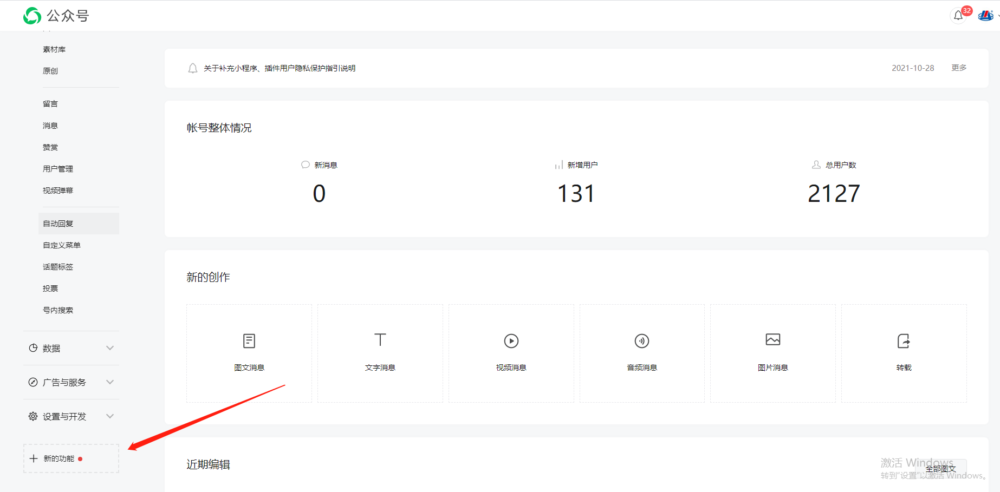 公众号
32
素材库
原创
留言
消息
赞赏
用户管理
视频弹幕
自动回复
自定义菜单
话题标签
投票
号内搜索
数据
广告与服务
设置与开发
新的功能
关于补充小程序、插件用户隐私保护指引说明
2021-10-28
更多
帐号整体情况
新消息
0
新增用户
131
总用户数
2127
新的创作
图文消息
文字消息
视频消息
音频消息
图片消息
转载
近期编辑
全部图文
激活 Windows
转到"设置"以激活 Windows。